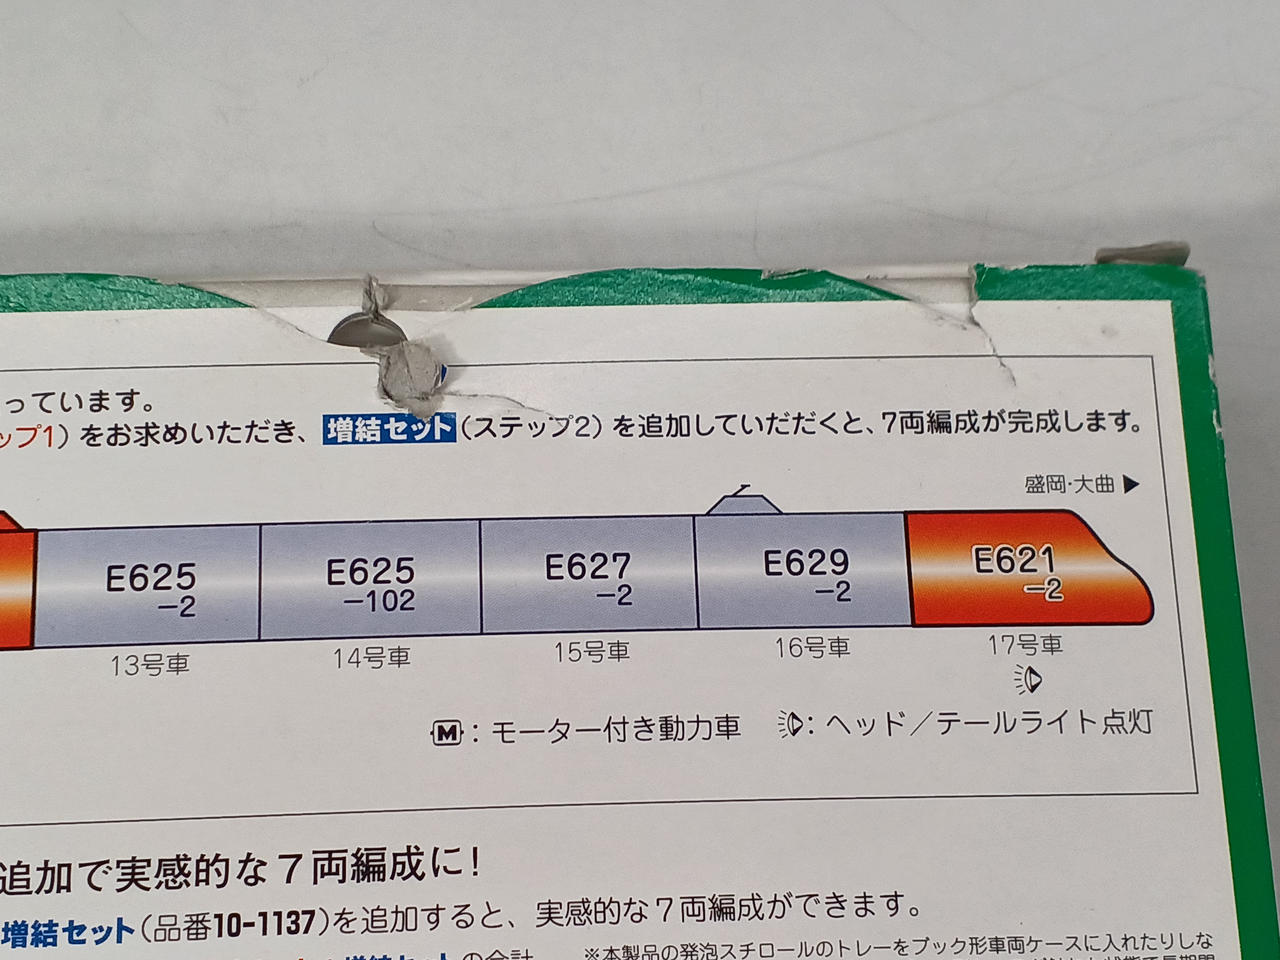 っています。
ップ1)をお求めいただき、増結セット(ステップ2)を追加していだだくと、7両編成が完成します。
盛岡·大曲 ▶
E625 -2
E625 -102
E627 -2
E629 -2
E621 -2
13号車
14号車
15号車
16号車
17号車
M : モーター付き動力車
: ヘッド／テールライト点灯
追加で実感的な7両編成に!
増結セット(品番10-1137)を追加すると、実感的な7両編成ができます。
増結セットの合計
※本製品の発泡スチロールのトレーをブック形車両ケースに入れたりしな